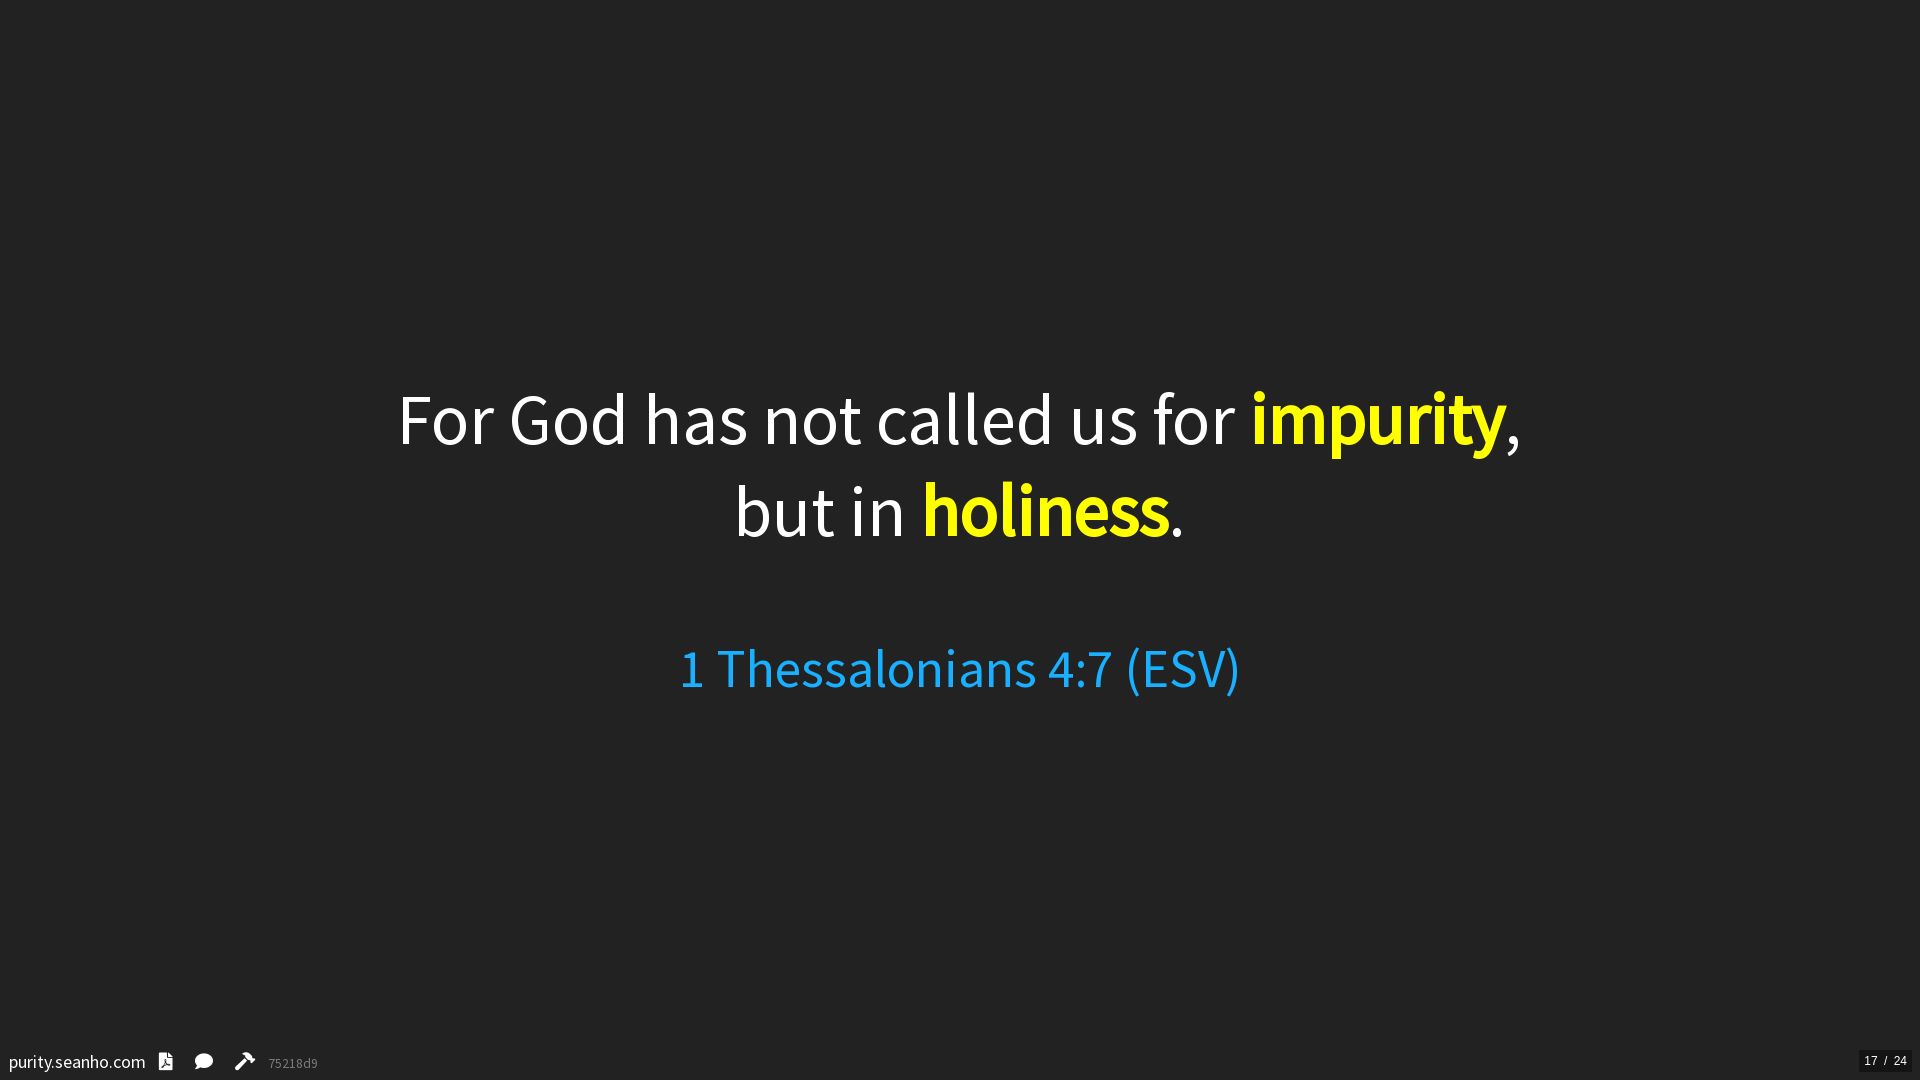 For God has not called us for impurity,
but in holiness.
1 Thessalonians 4:7 (ESV)
purity.seanho.com 75218d9
17 / 24